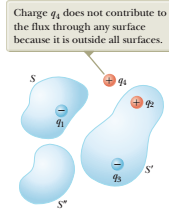 Charge q4 does not contribute to
the flux through any surface
because it is outside all surfaces.
S
+ q4
+ q2
−
q1
−
q3
S′
S″